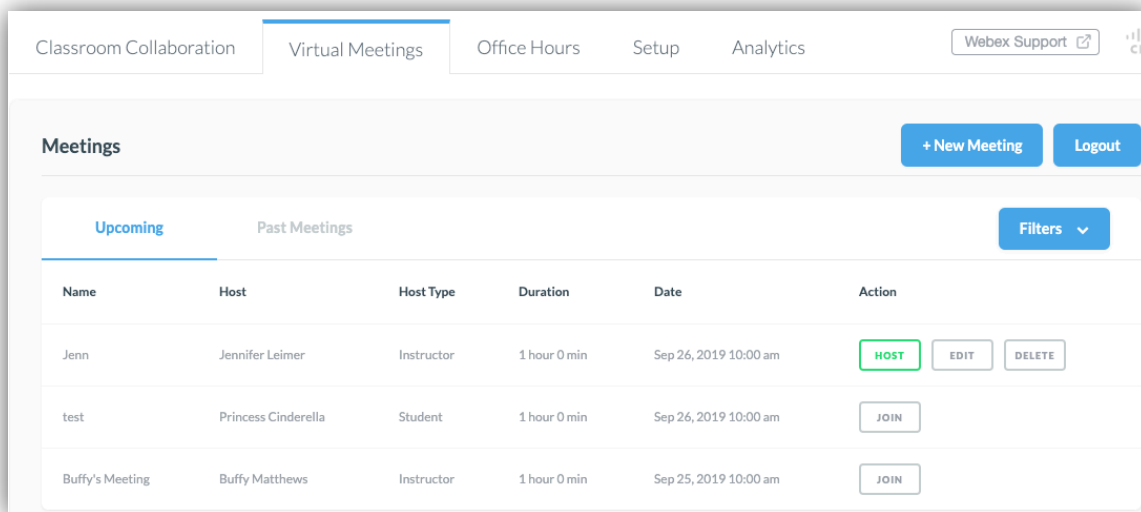 Classroom Collaboration Virtual Meetings Office Hours Setup Analytics Webex Support
Meetings + New Meeting Logout
Upcoming Past Meetings Filters
Name Host Host Type Duration Date Action
Jenn Jennifer Leimer Instructor 1 hour 0 min Sep 26, 2019 10:00 am HOST EDIT DELETE
test Princess Cinderella Student 1 hour 0 min Sep 26, 2019 10:00 am JOIN
Buffy's Meeting Buffy Matthews Instructor 1 hour 0 min Sep 25, 2019 10:00 am JOIN